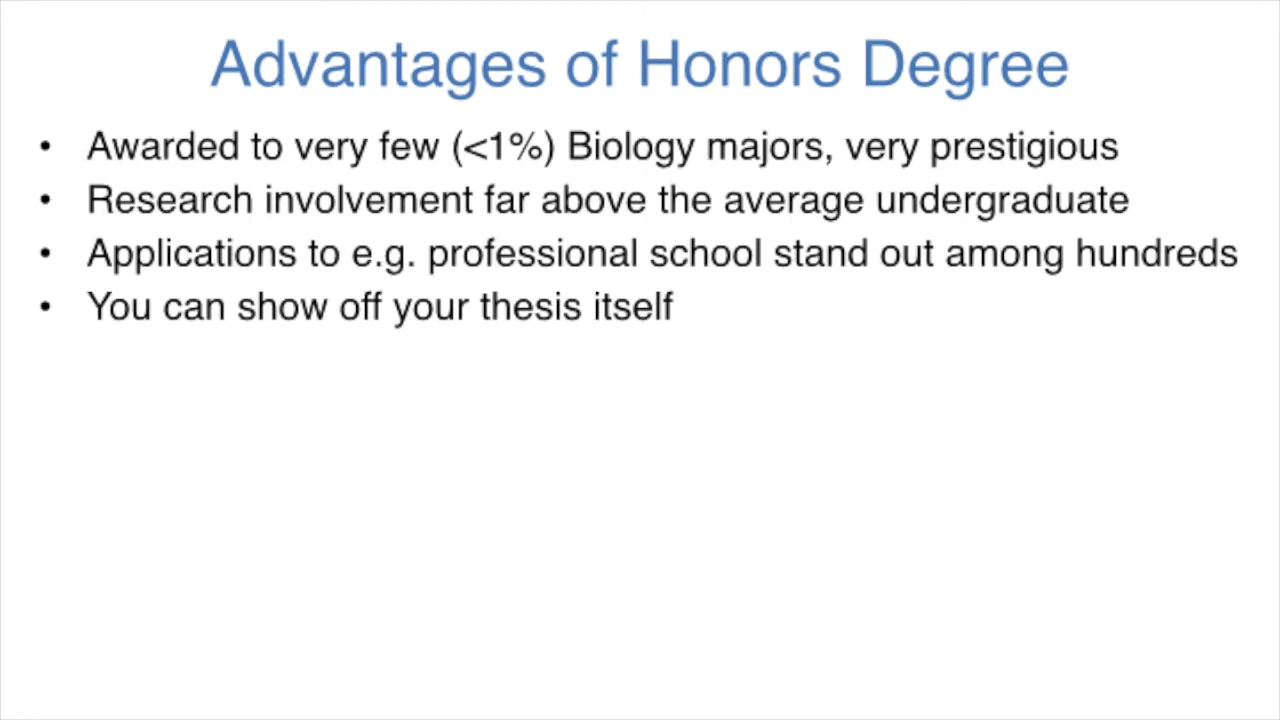 Advantages of Honors Degree
• Awarded to very few (<1%) Biology majors, very prestigious
• Research involvement far above the average undergraduate
• Applications to e.g. professional school stand out among hundreds
• You can show off your thesis itself